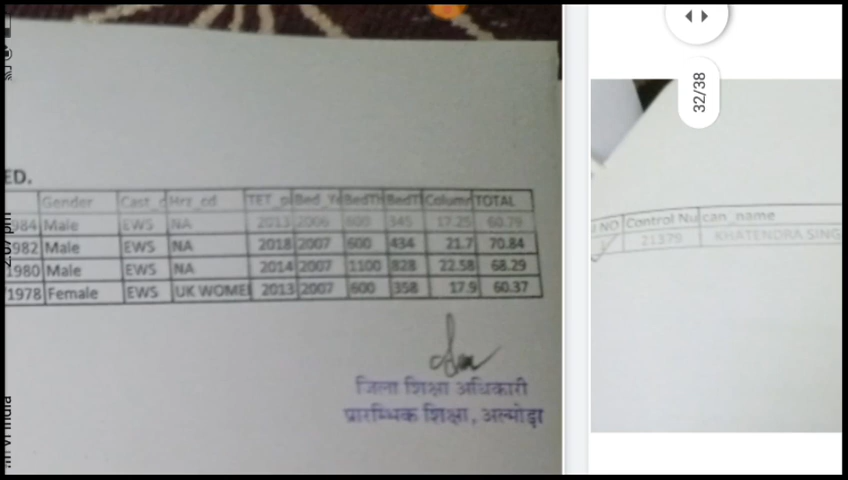 ED.
Gender Cast_c Hrz_cd TET_p Bed_Ye BedTh BedT Column TOTAL
984 Male EWS NA 2013 2006 600 345 17.25 60.79
982 Male EWS NA 2018 2007 600 434 21.7 70.84
1980 Male EWS NA 2014 2007 1100 828 22.58 68.29
1978 Female EWS UK WOME 2013 2007 600 358 17.9 60.37
जिला शिक्षा अधिकारी
प्रारम्भिक शिक्षा, अल्मोड़ा
32/38
NO Control Nu can_name
21379 KHATENDRA SING